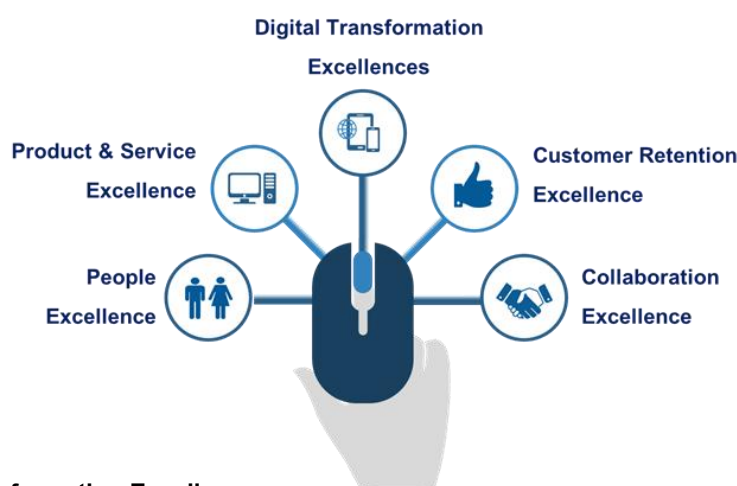 Digital Transformation
Excellences
Product & Service
Excellence
Customer Retention
Excellence
People
Excellence
Collaboration
Excellence